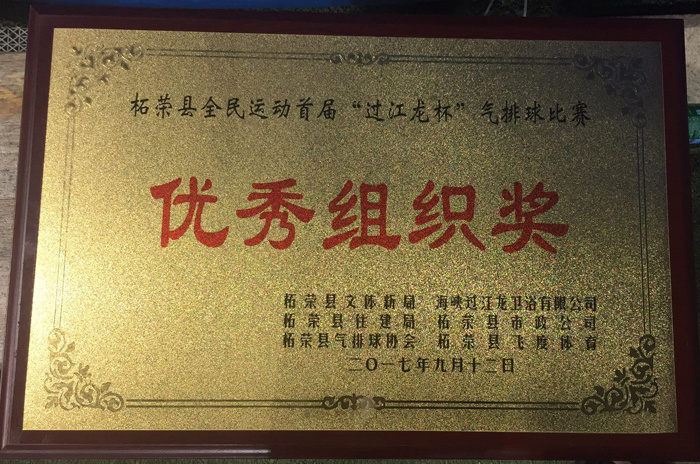 柘荣县全民运动首届“过江龙杯”气排球比赛
优秀组织奖
柘荣县文体新局 海峡过江龙卫浴有限公司
柘荣县住建局 柘荣县市政公司
柘荣县气排球协会 柘荣县飞度体育
二〇一七年九月十二日